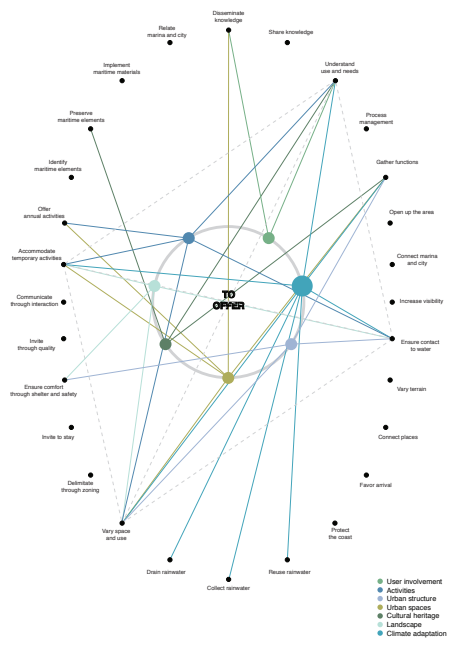 Disseminate
knowledge
Relate
marina and city
Share knowledge
Implement
maritime materials
Understand
use and needs
Preserve
maritime elements
Process
management
Identify
maritime elements
Gather functions
Offer
annual activities
Open up the area
Accommodate
temporary activities
Connect marina
and city
Communicate
through interaction
TO
OFFER
Increase visibility
Invite
through quality
Ensure contact
to water
Ensure comfort
through shelter and safety
Vary terrain
Invite to stay
Connect places
Delimitate
through zoning
Favor arrival
Vary space
and use
Protect
the coast
Drain rainwater
Collect rainwater
Reuse rainwater
User involvement
Activities
Urban structure
Urban spaces
Cultural heritage
Landscape
Climate adaptation